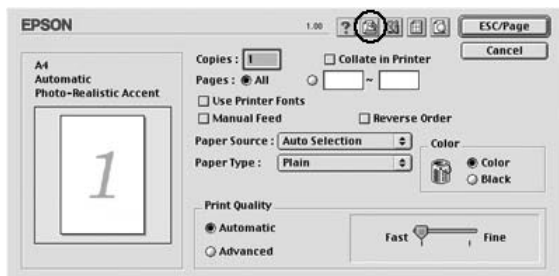 EPSON
1.00
?
ESC/Page
Cancel
A4
Automatic
Photo-Realistic Accent
1
Copies: 1
Collate in Printer
Pages: All ~
Use Printer Fonts
Manual Feed
Reverse Order
Paper Source: Auto Selection
Paper Type: Plain
Color
Color
Black
Print Quality
Automatic
Advanced
Fast Fine